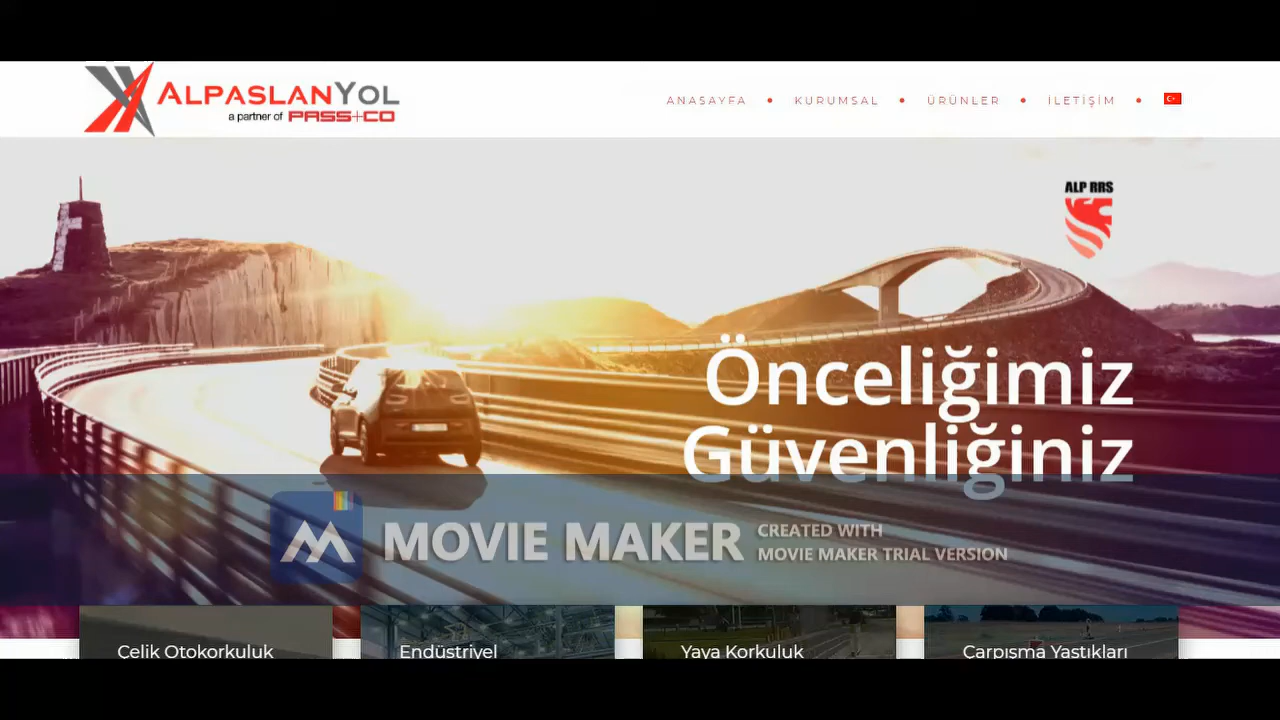 ALPASLANYOL
a partner of PASS+CO
ANASAYFA • KURUMSAL • ÜRÜNLER • İLETİŞİM •
ALP RRS
Önceliğimiz
Güvenliğiniz
MOVIE MAKER
CREATED WITH
MOVIE MAKER TRIAL VERSION
Çelik Otokorkuluk
Endüstriyel
Yaya Korkuluk
Çarpışma Yastıkları